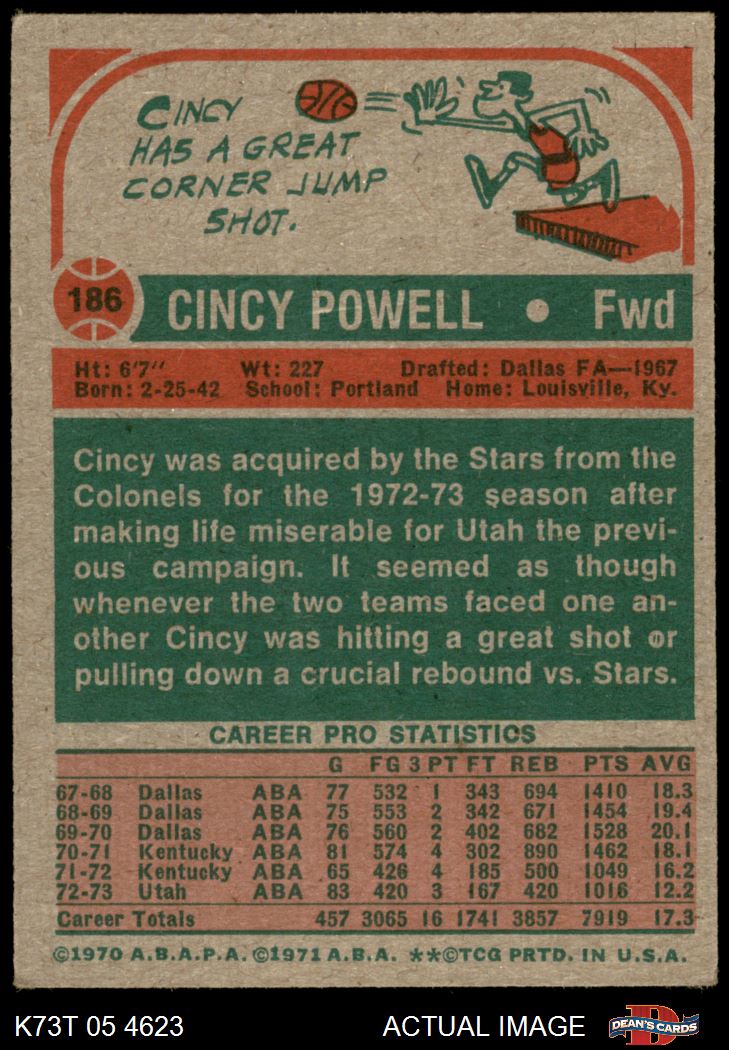 CINCY
HAS A GREAT
CORNER JUMP
SHOT.
186 CINCY POWELL • Fwd
Ht: 6'7" Wt: 227 Drafted: Dallas FA—1967
Born: 2-25-42 School: Portland Home: Louisville, Ky.
Cincy was acquired by the Stars from the
Colonels for the 1972-73 season after
making life miserable for Utah the previ-
ous campaign. It seemed as though
whenever the two teams faced one an-
other Cincy was hitting a great shot or
pulling down a crucial rebound vs. Stars.
CAREER PRO STATISTICS
G FG 3 PT FT REB PTS AVG
67-68 Dallas ABA 77 532 1 343 694 1410 18.3
68-69 Dallas ABA 75 553 2 342 671 1454 19.4
69-70 Dallas ABA 76 560 2 402 682 1528 20.1
70-71 Kentucky ABA 81 574 4 302 890 1462 18.1
71-72 Kentucky ABA 65 426 4 185 500 1049 16.2
72-73 Utah ABA 83 420 3 167 420 1016 12.2
Career Totals 457 3065 16 1741 3857 7919 17.3
©1970 A.B.A.P.A. ©1971 A.B.A. **©TCG PRTD. IN U.S.A.
K73T 05 4623 ACTUAL IMAGE DEAN'S CARDS